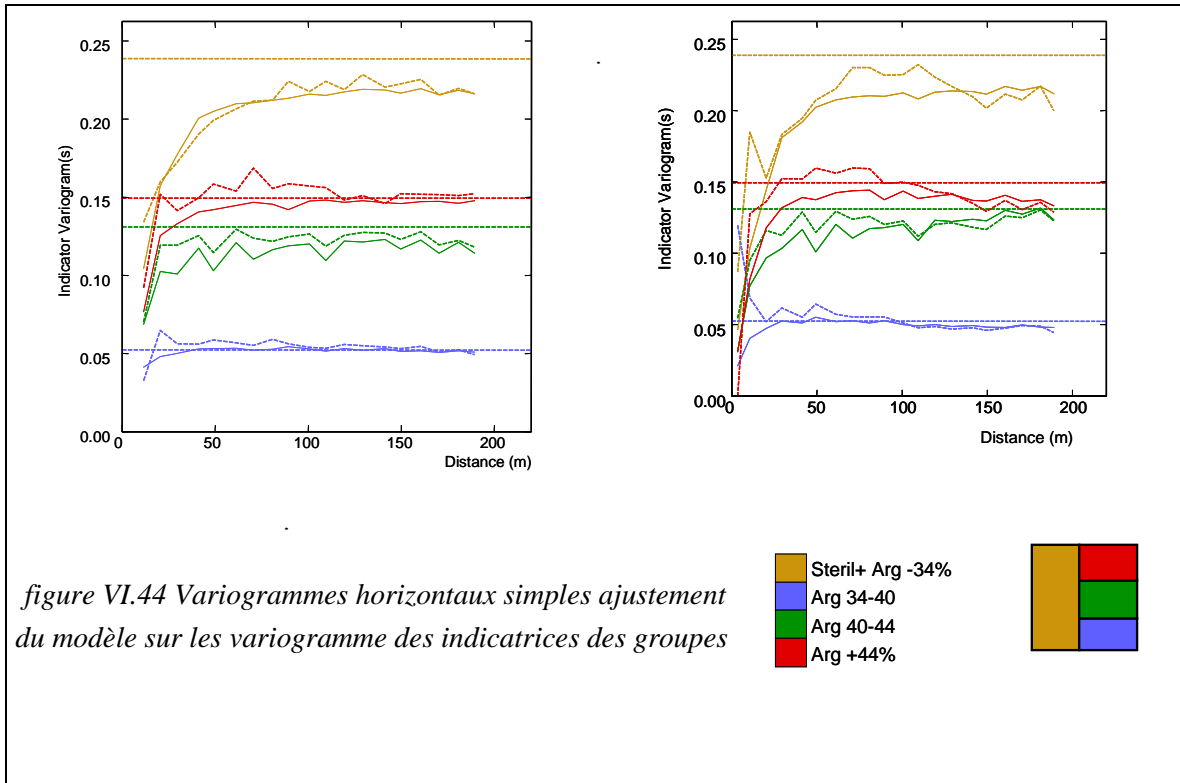 0.25
0.20
0.15
0.10
0.05
0.00
Indicator Variogram(s)
0
50
100
150
200
Distance (m)
0.25
0.20
0.15
0.10
0.05
0.00
Indicator Variogram(s)
0
50
100
150
200
Distance (m)
figure VI.44 Variogrammes horizontaux simples ajustement
du modèle sur les variogramme des indicatrices des groupes
Steril+ Arg -34%
Arg 34-40
Arg 40-44
Arg +44%